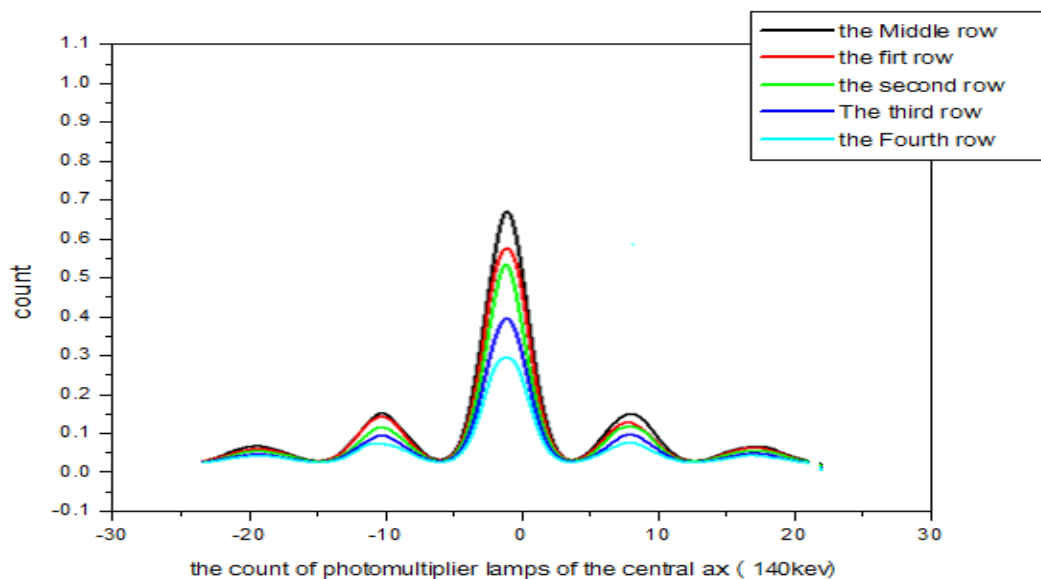 the Middle row
the firt row
the second row
The third row
the Fourth row
1.1
1.0
0.9
0.8
0.7
0.6
0.5
0.4
0.3
0.2
0.1
0.0
-0.1
count
-30 -20 -10 0 10 20 30
the count of photomultiplier lamps of the central ax ( 140kev)